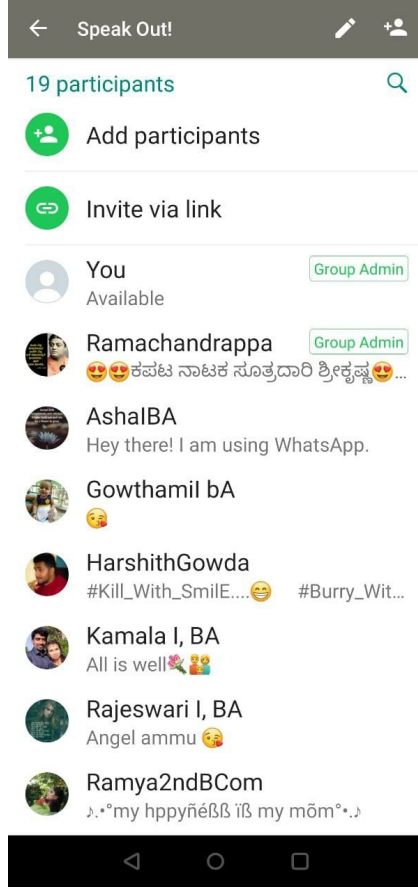 Speak Out!
19 participants
Add participants
Invite via link
You Group Admin
Available
Ramachandrappa Group Admin
😍😍ಕಪಟ ನಾಟಕ ಸೂತ್ರದಾರಿ ಶ್ರೀಕೃಷ್ಣ😍...
AshaIBA
Hey there! I am using WhatsApp.
GowthamiI bA
😘
HarshithGowda
#Kill_With_SmilE....😁 #Burry_Wit...
Kamala I, BA
All is well💐👫
Rajeswari I, BA
Angel ammu 😘
Ramya2ndBCom
♪.•°my hppyñéßß ïß my mõm°•.♪